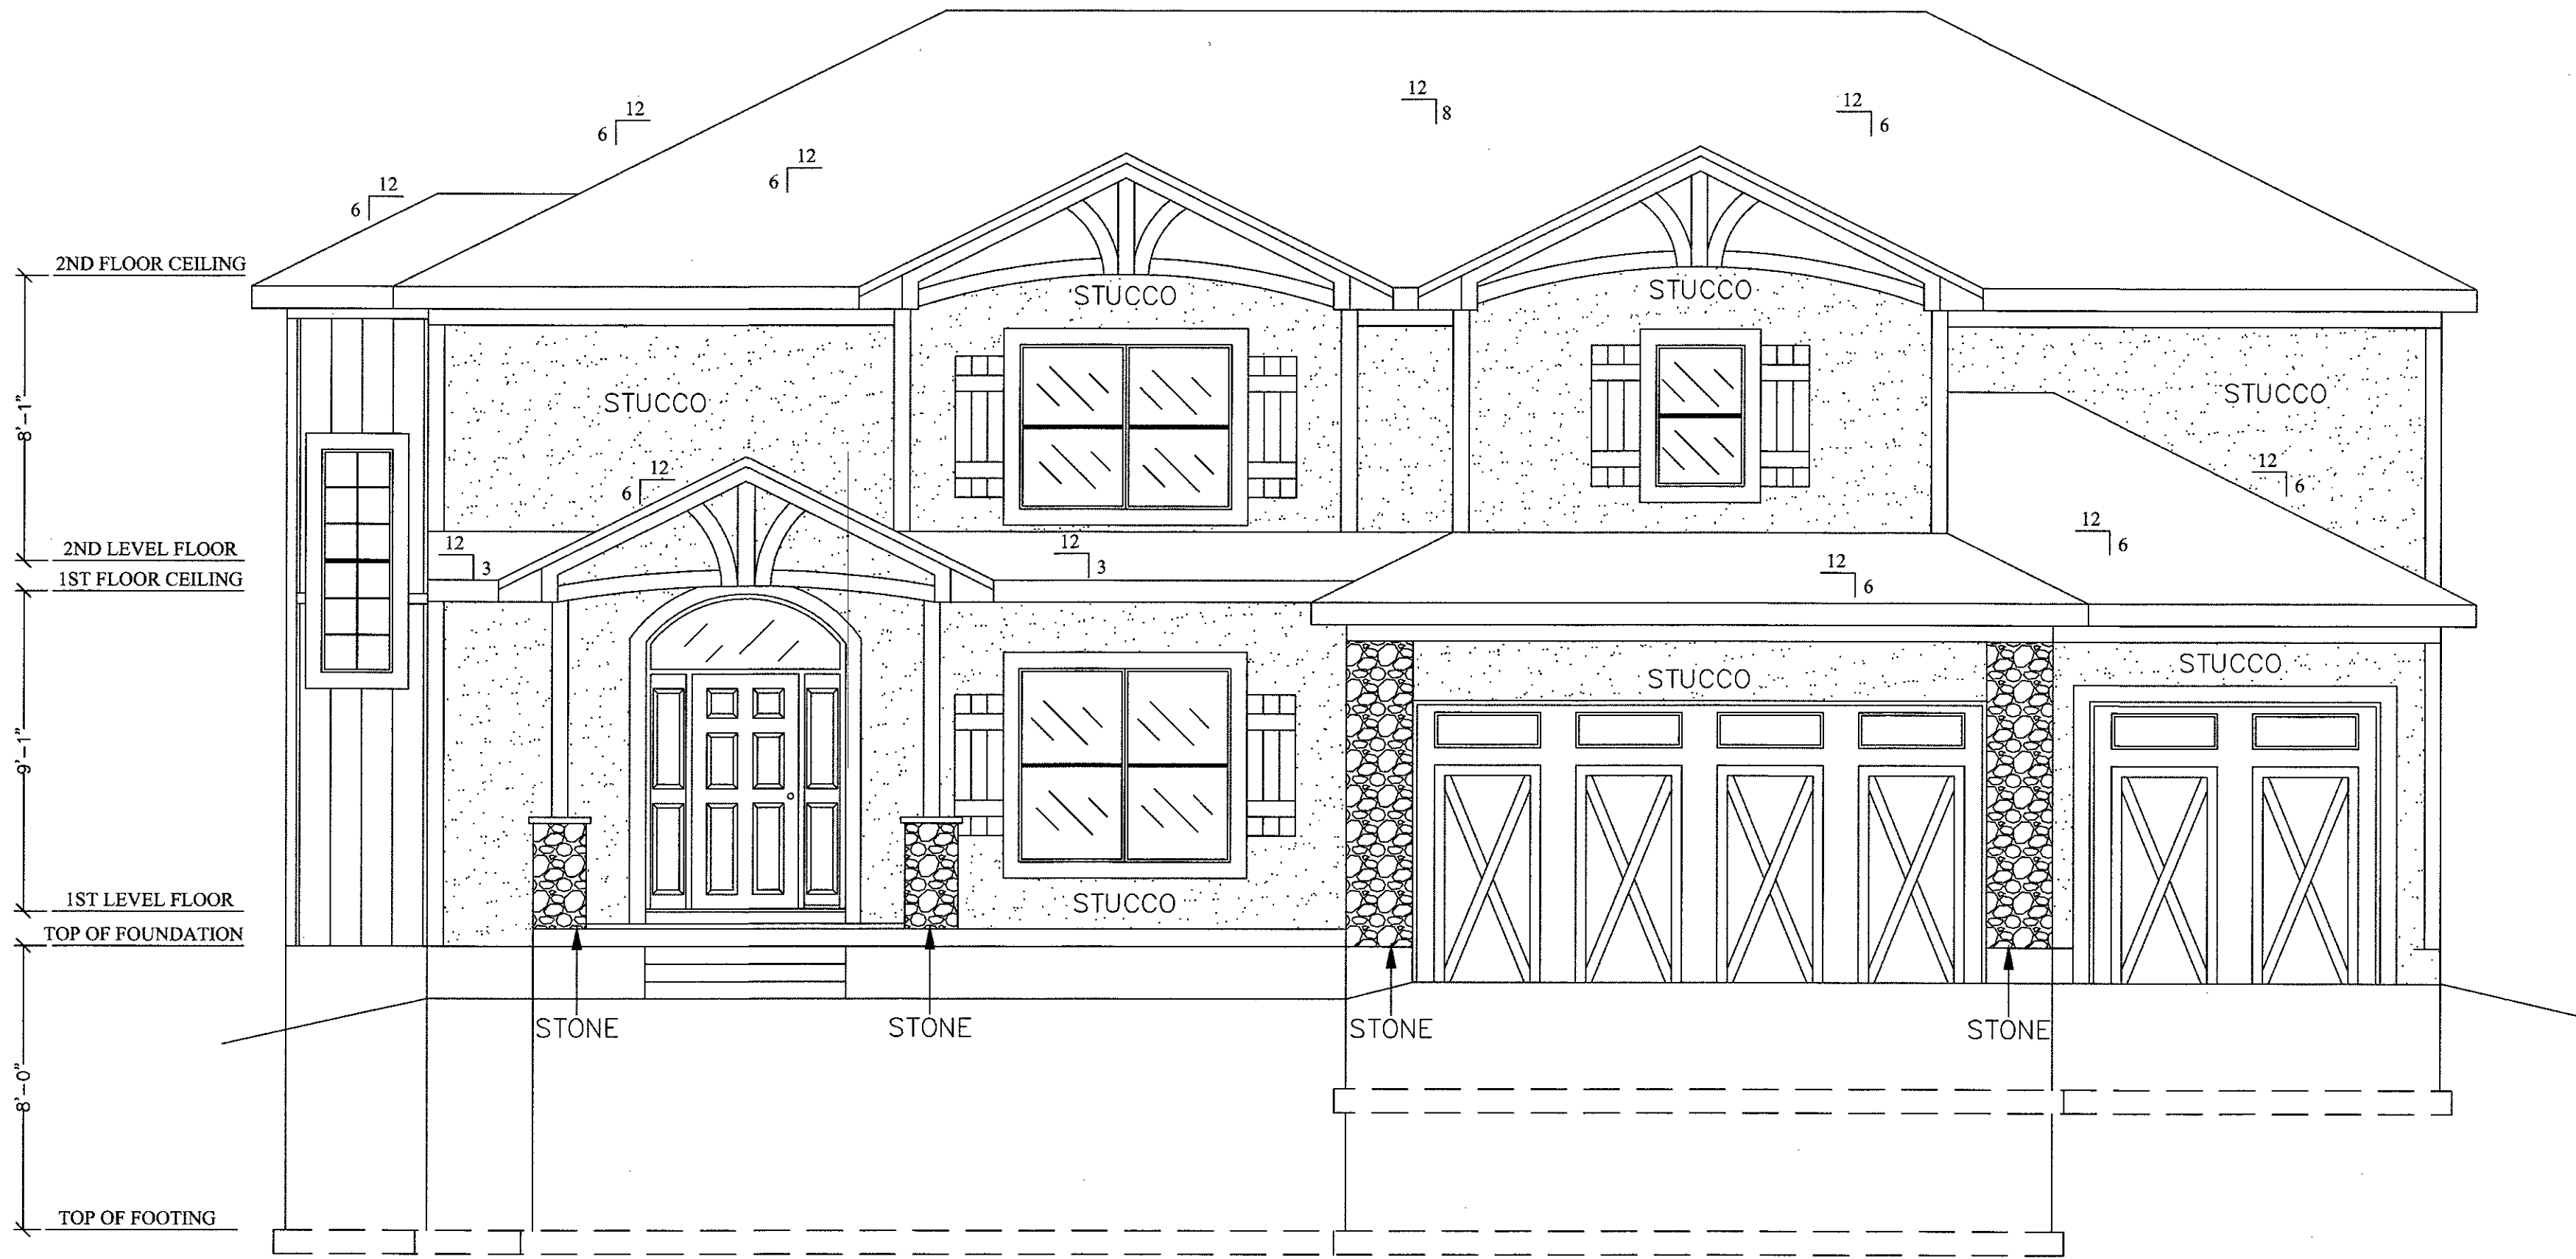 12
8
12
6
12
6
12
6
12
6
2ND FLOOR CEILING
STUCCO
STUCCO
STUCCO
STUCCO
8'-1"
12
6
12
6
12
6
2ND LEVEL FLOOR
12
3
12
3
12
6
1ST FLOOR CEILING
STUCCO
STUCCO
9'-1"
1ST LEVEL FLOOR
STUCCO
TOP OF FOUNDATION
STONE
STONE
STONE
STONE
8'-0"
TOP OF FOOTING